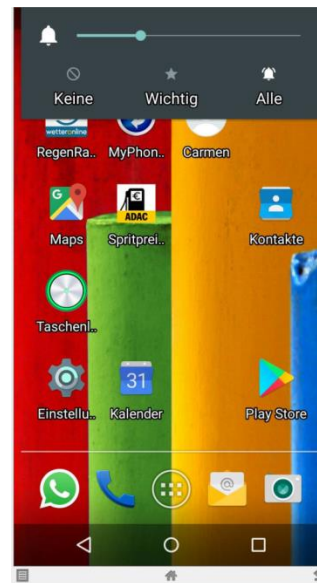 Keine Wichtig Alle
wetteronline
RegenRa.. MyPhon.. Carmen
G
ADAC
Maps Spritprei.. Kontakte
Taschenl..
31
Einstellu.. Kalender Play Store
@